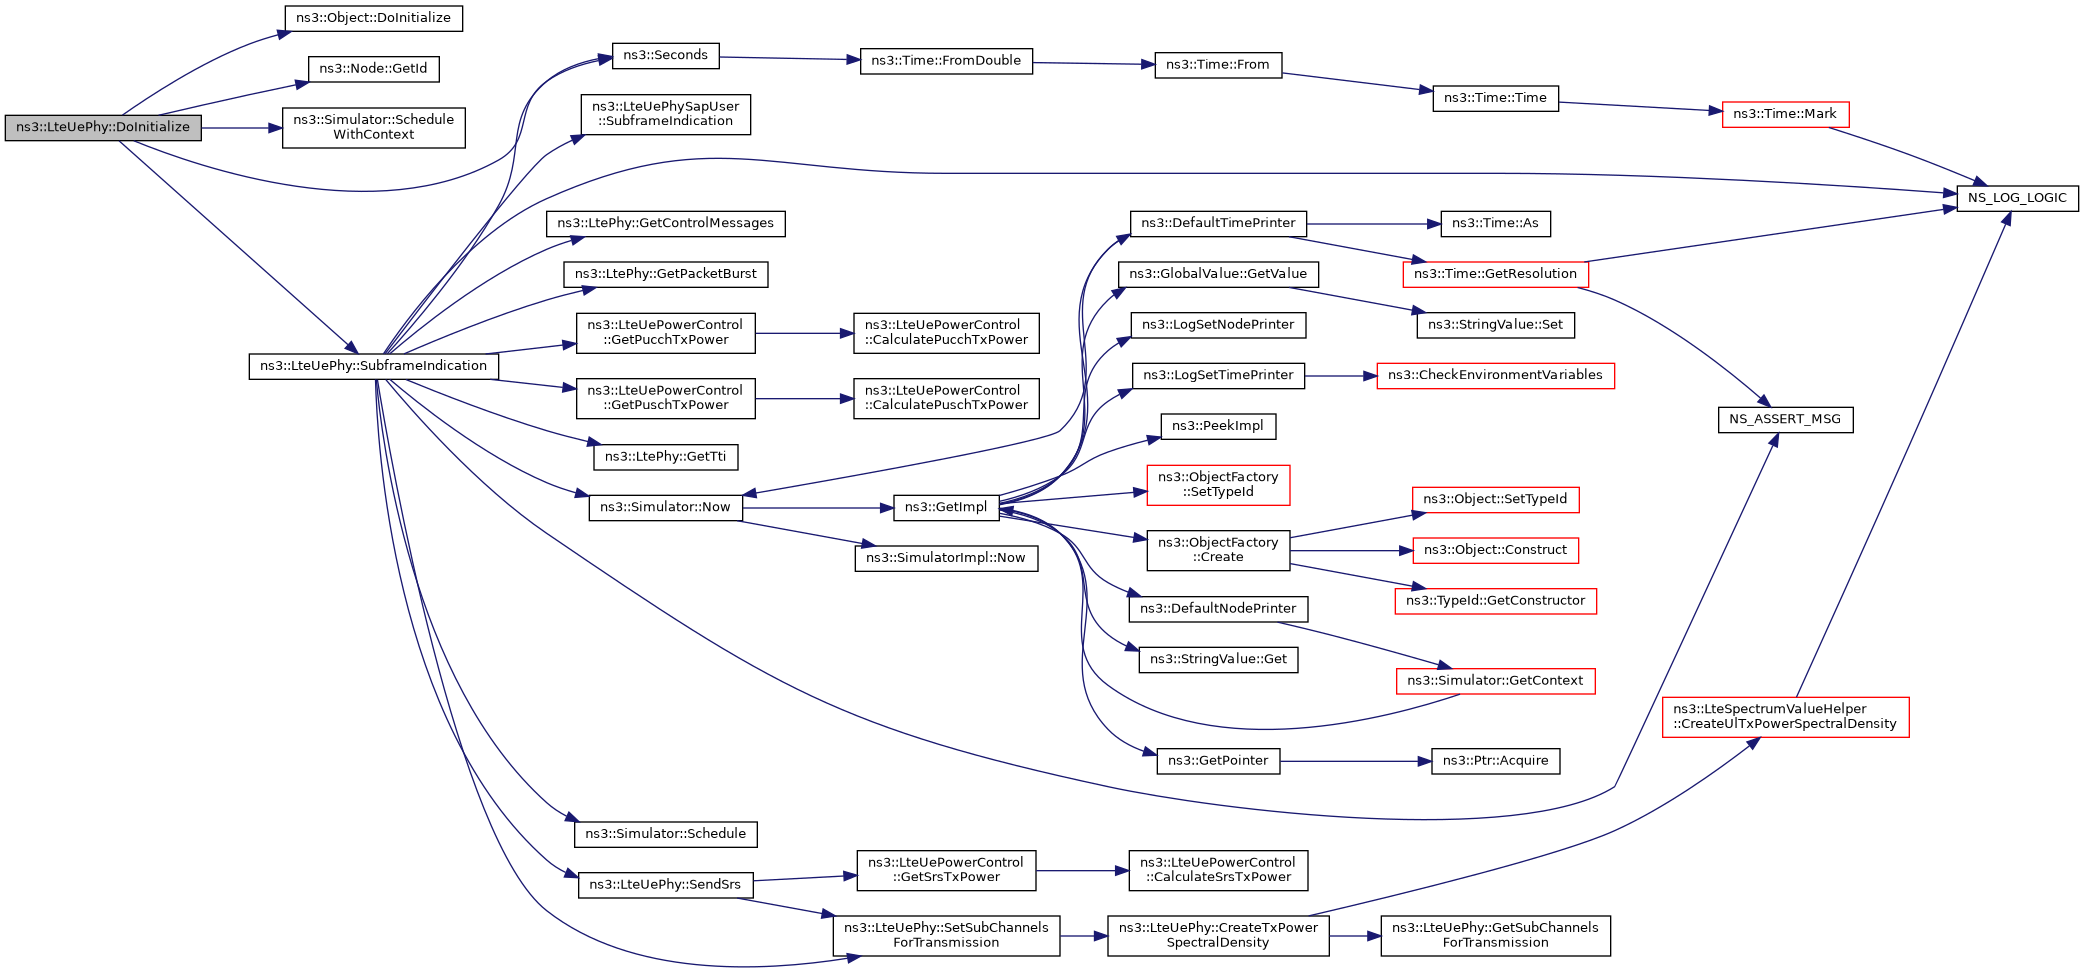 ns3::Object::DoInitialize
ns3::Node::GetId
ns3::LteUePhy::DoInitialize
ns3::Simulator::Schedule
WithContext
ns3::LteUePhy::SubframeIndication
ns3::Seconds
ns3::LteUePhySapUser
::SubframeIndication
ns3::LtePhy::GetControlMessages
ns3::LtePhy::GetPacketBurst
ns3::LteUePowerControl
::GetPucchTxPower
ns3::LteUePowerControl
::GetPuschTxPower
ns3::LtePhy::GetTti
ns3::Simulator::Now
ns3::Simulator::Schedule
ns3::LteUePhy::SendSrs
ns3::Time::FromDouble
ns3::LteUePowerControl
::CalculatePucchTxPower
ns3::LteUePowerControl
::CalculatePuschTxPower
ns3::GetImpl
ns3::SimulatorImpl::Now
ns3::LteUePowerControl
::GetSrsTxPower
ns3::LteUePhy::SetSubChannels
ForTransmission
ns3::Time::From
ns3::DefaultTimePrinter
ns3::GlobalValue::GetValue
ns3::LogSetNodePrinter
ns3::LogSetTimePrinter
ns3::PeekImpl
ns3::ObjectFactory
::SetTypeId
ns3::ObjectFactory
::Create
ns3::DefaultNodePrinter
ns3::StringValue::Get
ns3::GetPointer
ns3::LteUePowerControl
::CalculateSrsTxPower
ns3::LteUePhy::CreateTxPower
SpectralDensity
ns3::Time::Time
ns3::Time::As
ns3::Time::GetResolution
ns3::StringValue::Set
ns3::CheckEnvironmentVariables
ns3::Object::SetTypeId
ns3::Object::Construct
ns3::TypeId::GetConstructor
ns3::Simulator::GetContext
ns3::Ptr::Acquire
ns3::LteUePhy::GetSubChannels
ForTransmission
ns3::Time::Mark
NS_ASSERT_MSG
ns3::LteSpectrumValueHelper
::CreateUlTxPowerSpectralDensity
NS_LOG_LOGIC